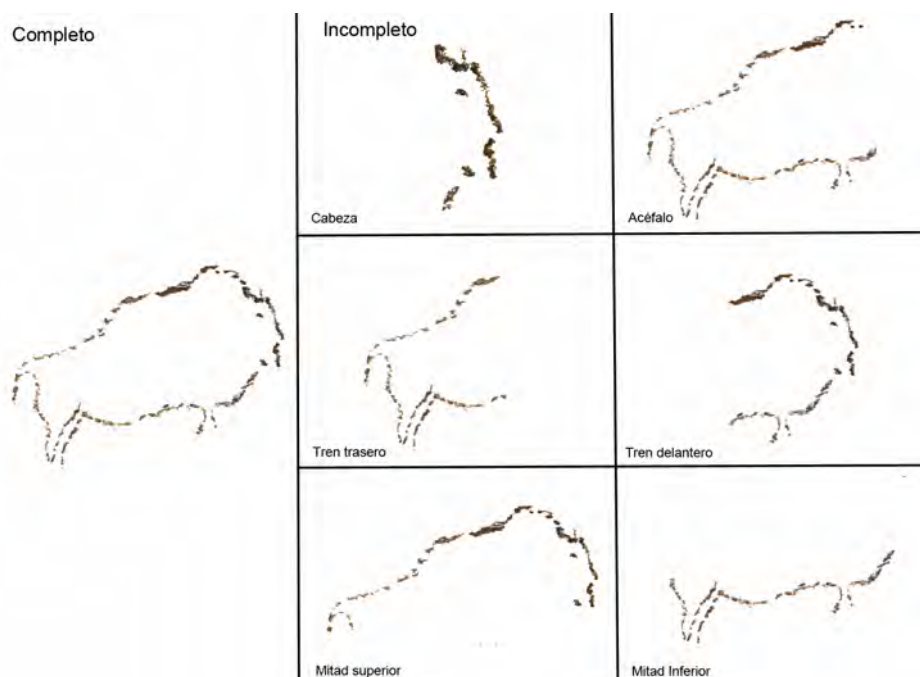 Completo
Incompleto
Cabeza
Acéfalo
Tren trasero
Tren delantero
Mitad superior
Mitad Inferior